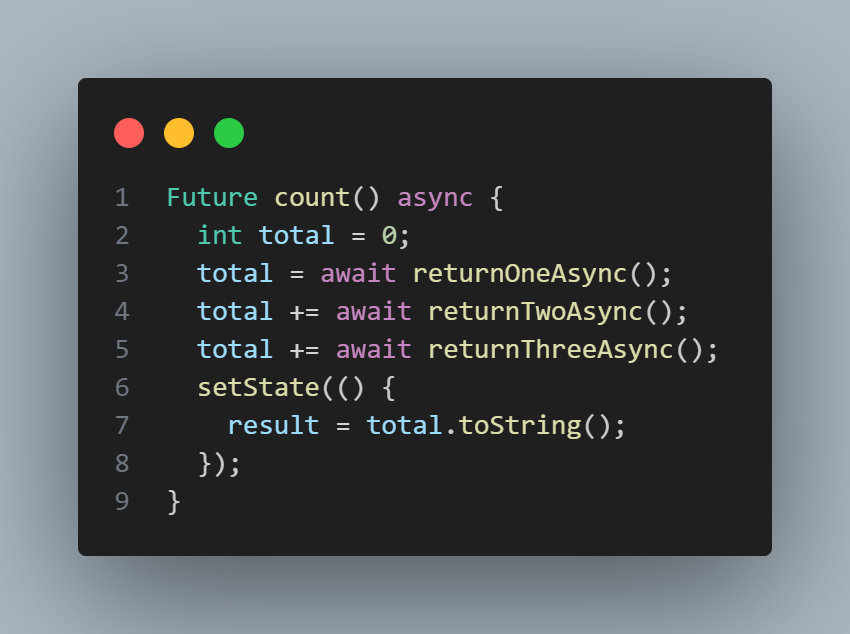 1 Future count() async {
2   int total = 0;
3   total = await returnOneAsync();
4   total += await returnTwoAsync();
5   total += await returnThreeAsync();
6   setState(() {
7     result = total.toString();
8   });
9 }